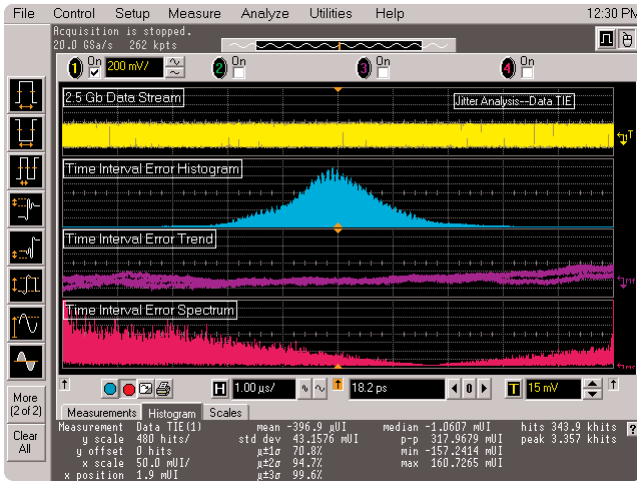 File Control Setup Measure Analyze Utilities Help 12:30 PM
Acquisition is stopped.
20.0 GSa/s 262 kpts
1 On 200 mV/ 2 On 3 On 4 On
2.5 Gb Data Stream
Jitter Analysis--Data TIE
Time Interval Error Histogram
Time Interval Error Trend
Time Interval Error Spectrum
H 1.00 µs/ 18.2 ps 0 T 15 mV
More
(2 of 2)
Clear
All
Measurements Histogram Scales
Measurement Data TIE(1) mean -396.9 µUI median -1.0607 mUI hits 343.9 khits
y scale 480 hits/ std dev 43.1576 mUI p-p 317.9679 mUI peak 3.357 khits
y offset 0 hits µ±1σ 70.8% min -157.2414 mUI
x scale 50.0 mUI/ µ±2σ 94.7% max 160.7265 mUI
x position 1.9 mUI µ±3σ 99.6%
?